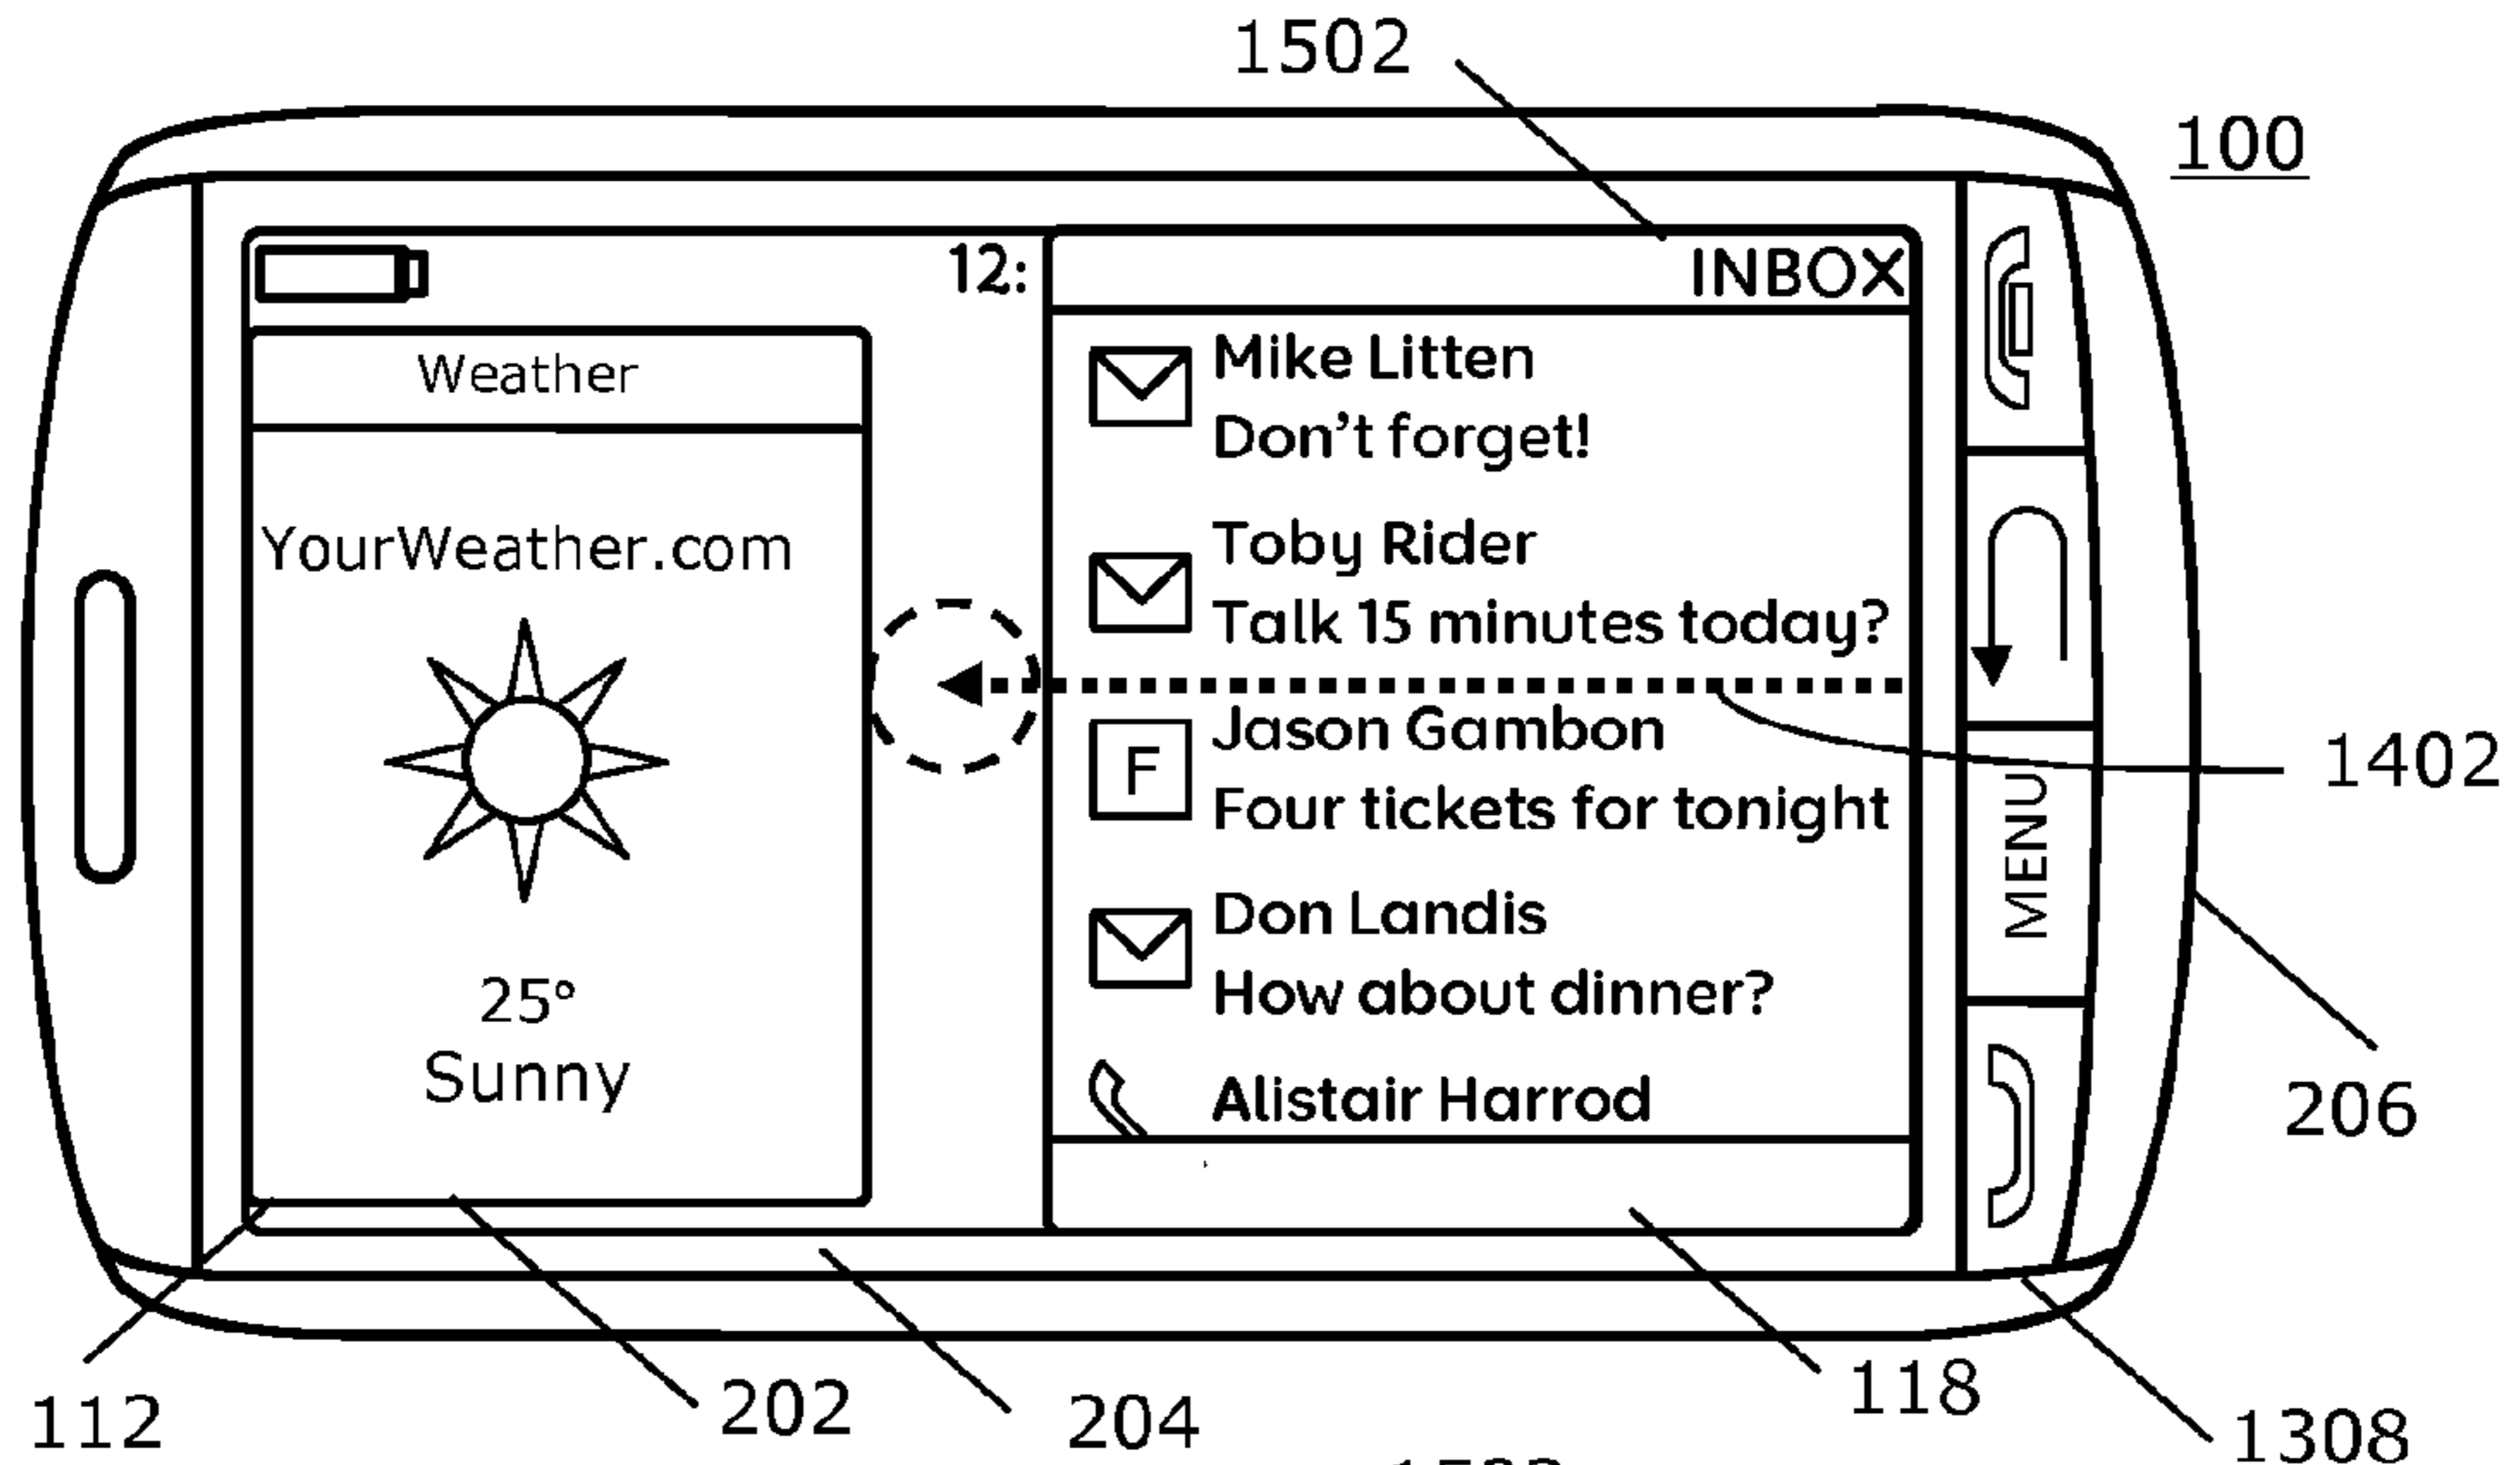 1502
100
12:
INBOX
Weather
YourWeather.com
25°
Sunny
Mike Litten
Don't forget!
Toby Rider
Talk 15 minutes today?
F
Jason Gambon
Four tickets for tonight
Don Landis
How about dinner?
Alistair Harrod
MENU
1402
206
112
202
204
118
1308